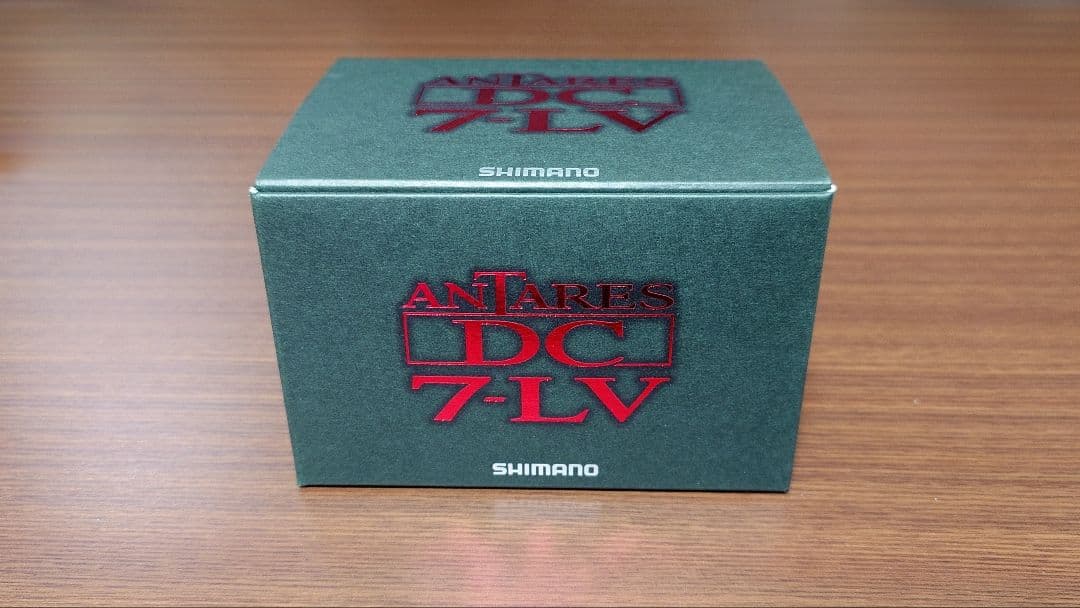 ANTARES
DC
7-LV
SHIMANO
ANTARES
DC
7-LV
SHIMANO